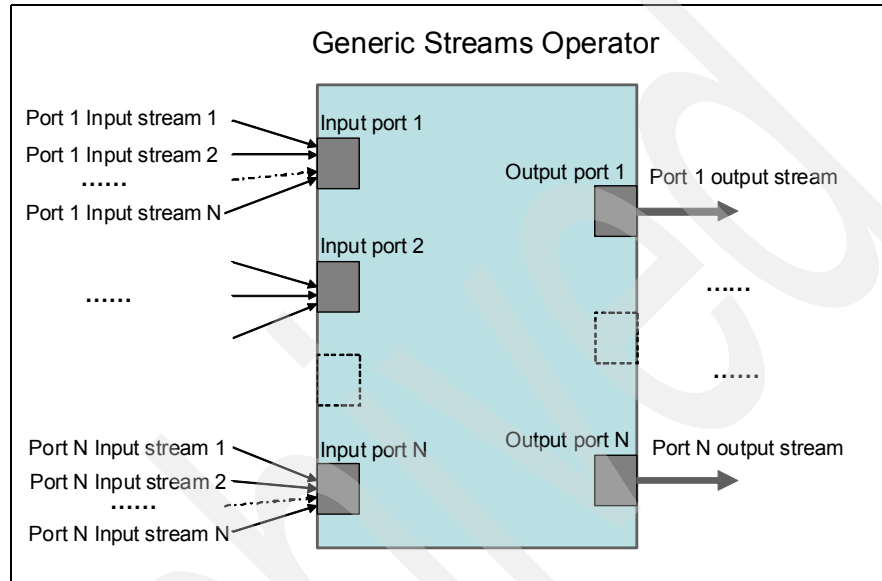 Generic Streams Operator
Port 1 Input stream 1
Port 1 Input stream 2
......
Port 1 Input stream N
Input port 1
Output port 1
Port 1 output stream
Input port 2
......
......
......
Port N Input stream 1
Port N Input stream 2
......
Port N Input stream N
Input port N
Output port N
Port N output stream